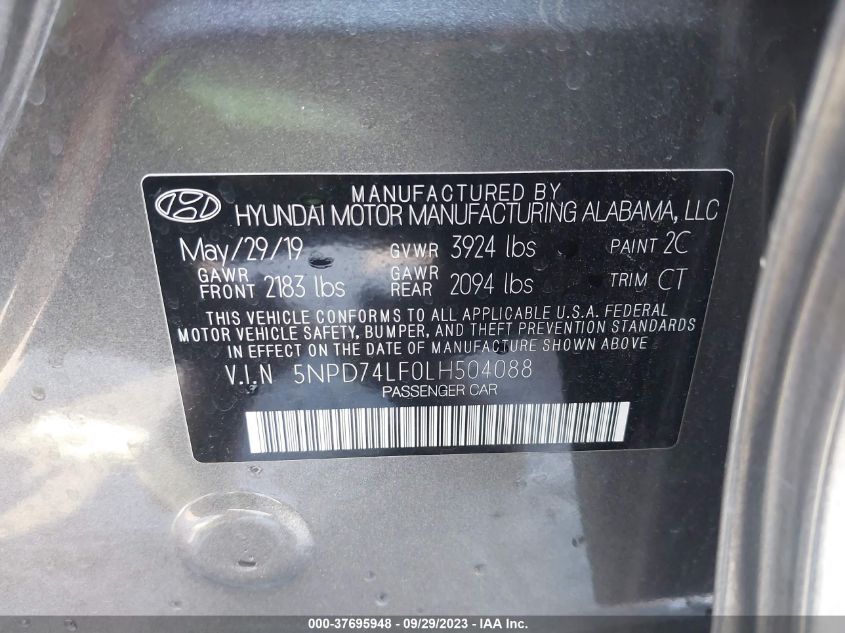 MANUFACTURED BY
HYUNDAI MOTOR MANUFACTURING ALABAMA, LLC
May/29/19 GVWR 3924 lbs PAINT 2C
GAWR FRONT 2183 lbs GAWR REAR 2094 lbs TRIM CT
THIS VEHICLE CONFORMS TO ALL APPLICABLE U.S.A. FEDERAL
MOTOR VEHICLE SAFETY, BUMPER, AND THEFT PREVENTION STANDARDS
IN EFFECT ON THE DATE OF MANUFACTURE SHOWN ABOVE.
V.I.N 5NPD74LF0LH504088
PASSENGER CAR
000-37695948 - 09/29/2023 - IAA Inc.